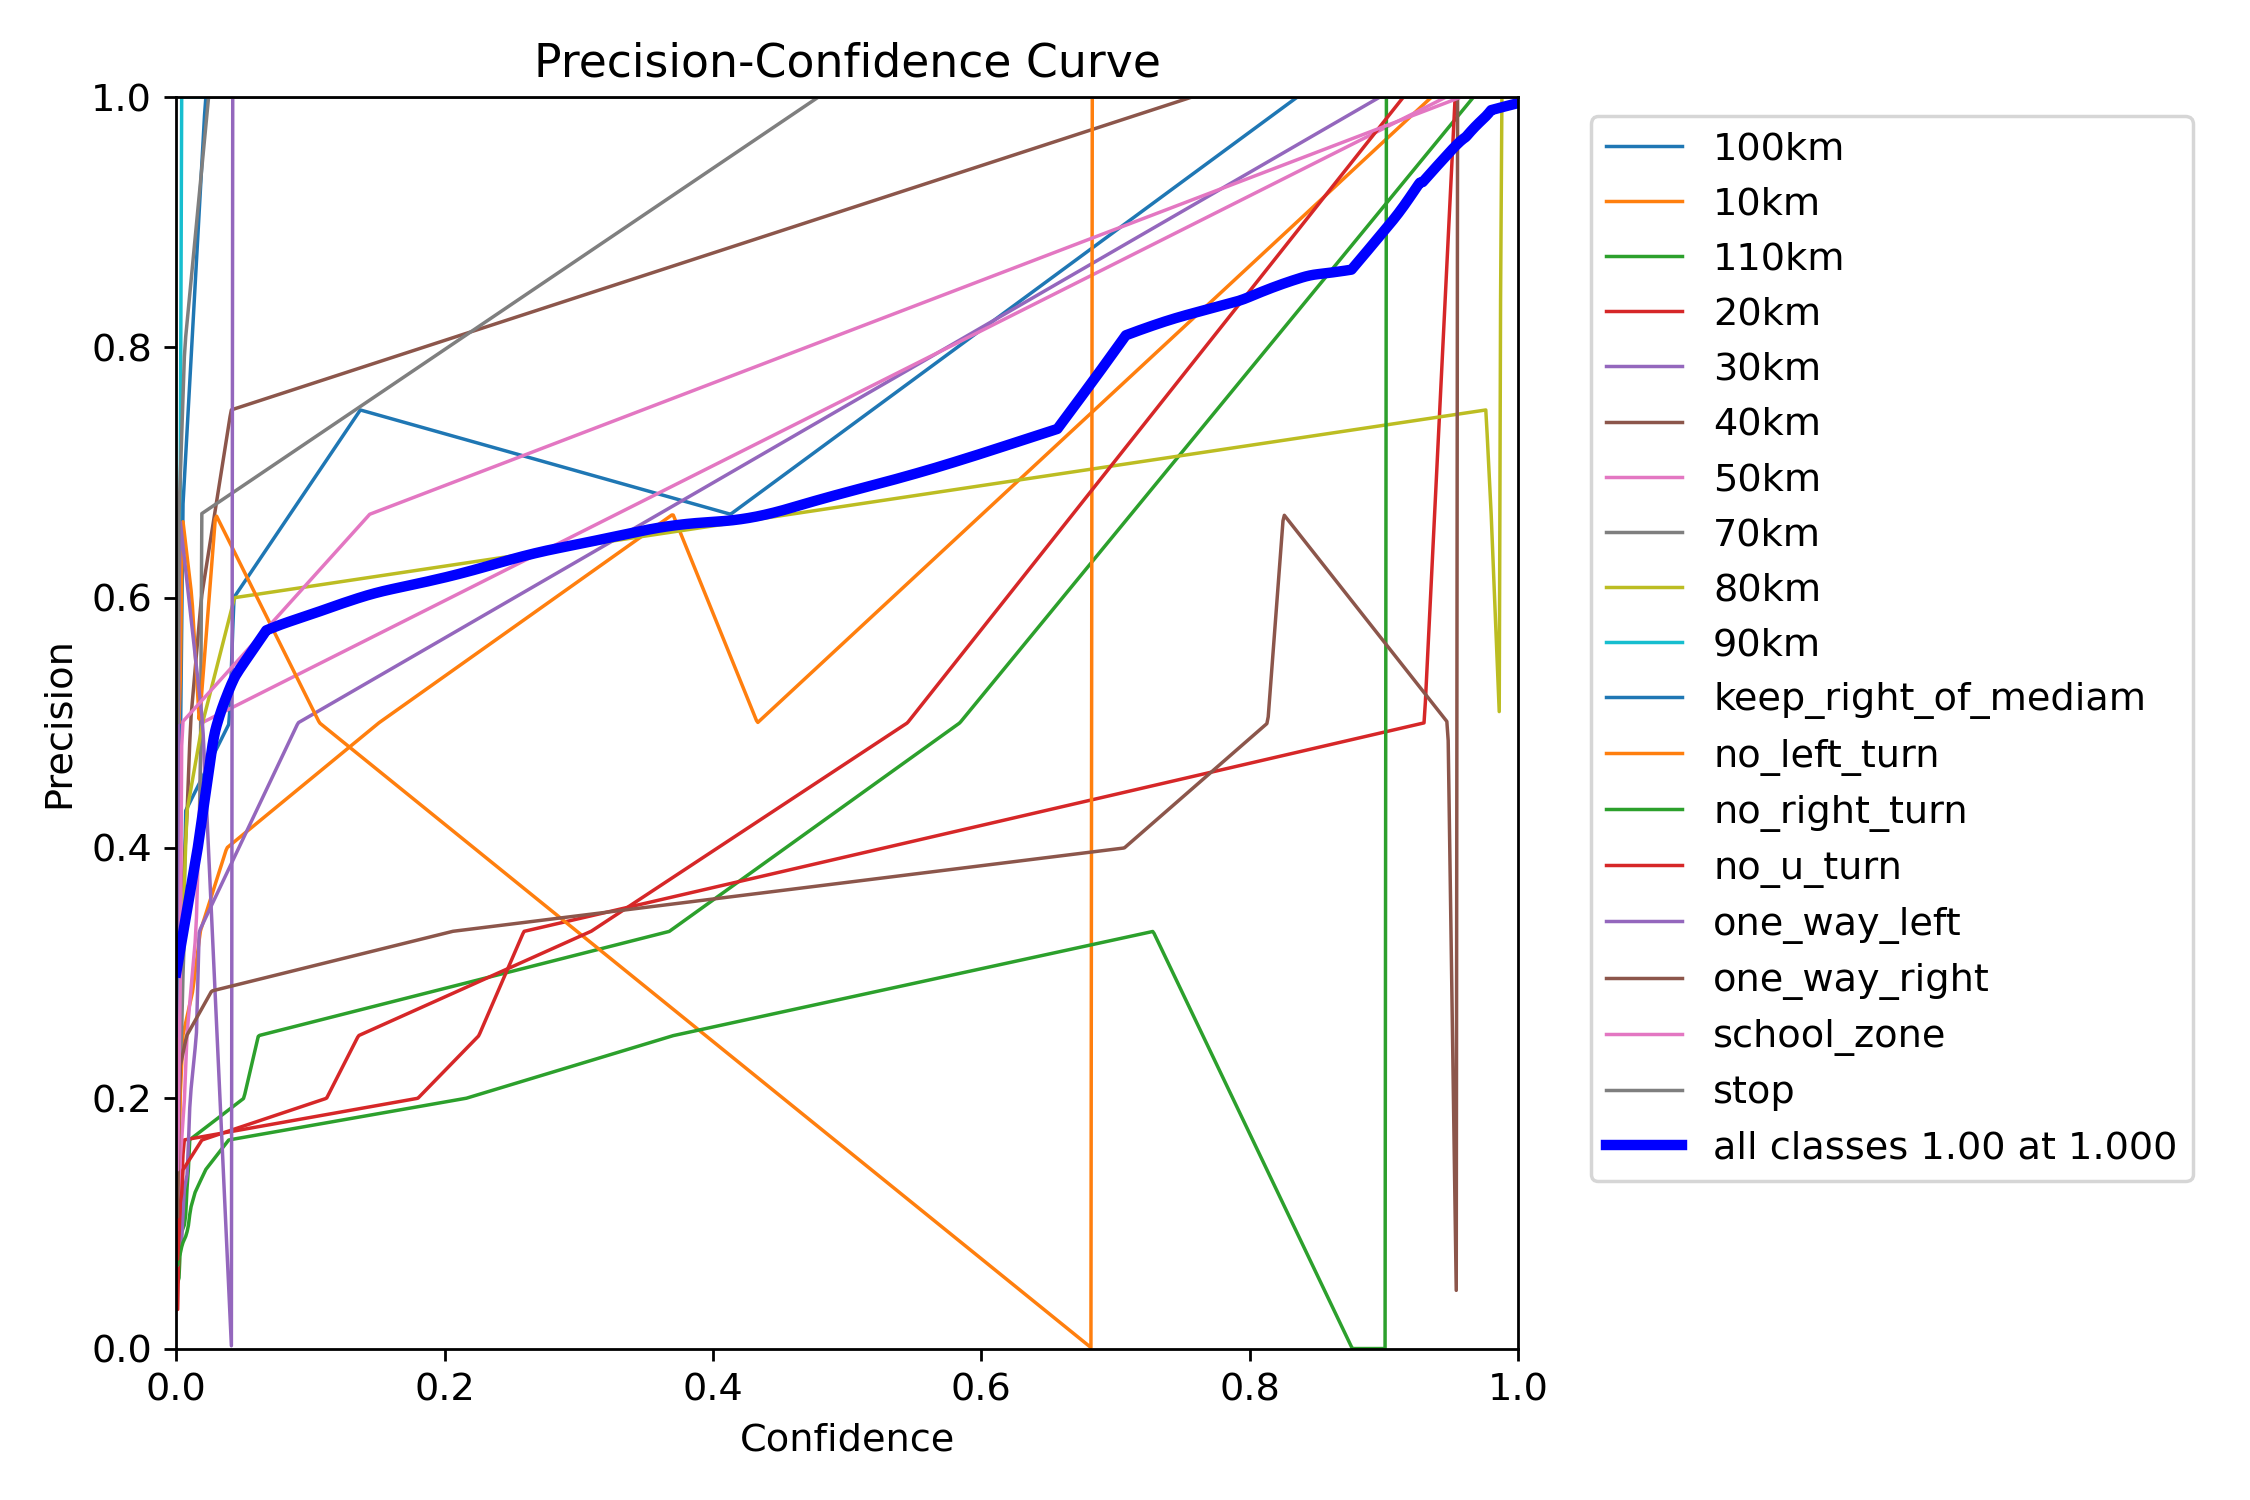 Precision-Confidence Curve
1.0
0.8
0.6
0.4
0.2
0.0
Precision
0.0 0.2 0.4 0.6 0.8 1.0
Confidence
100km
10km
110km
20km
30km
40km
50km
70km
80km
90km
keep_right_of_mediam
no_left_turn
no_right_turn
no_u_turn
one_way_left
one_way_right
school_zone
stop
all classes 1.00 at 1.000